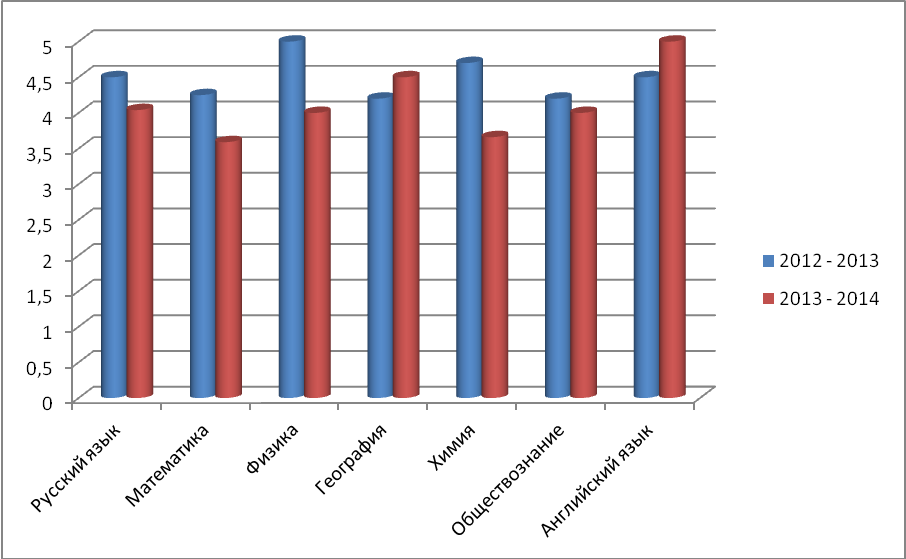 5
4,5
4
3,5
3
2,5
2
1,5
1
0,5
0
Русский язык
Математика
Физика
География
Химия
Обществознание
Английский язык
2012 - 2013
2013 - 2014